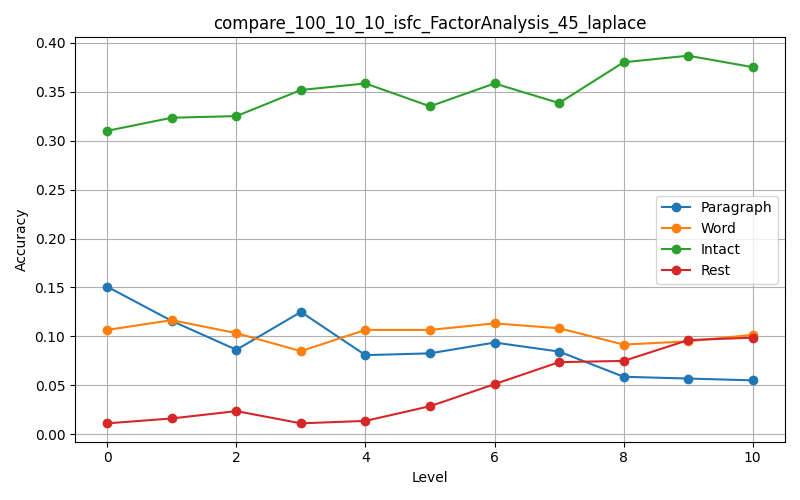 compare_100_10_10_isfc_FactorAnalysis_45_laplace
0.40
0.35
0.30
0.25
0.20
0.15
0.10
0.05
0.00
Accuracy
Paragraph
Word
Intact
Rest
0 2 4 6 8 10
Level